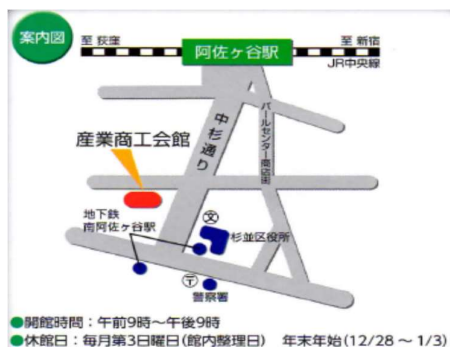 案内図
至 荻窪
阿佐ヶ谷駅
至 新宿
JR中央線
中杉通り
パールセンター商店街
産業商工会館
地下鉄
南阿佐ヶ谷駅
文
杉並区役所
〒
警察署
●開館時間：午前9時～午後9時
●休館日：毎月第3日曜日(館内整理日)　年末年始(12/28～1/3)